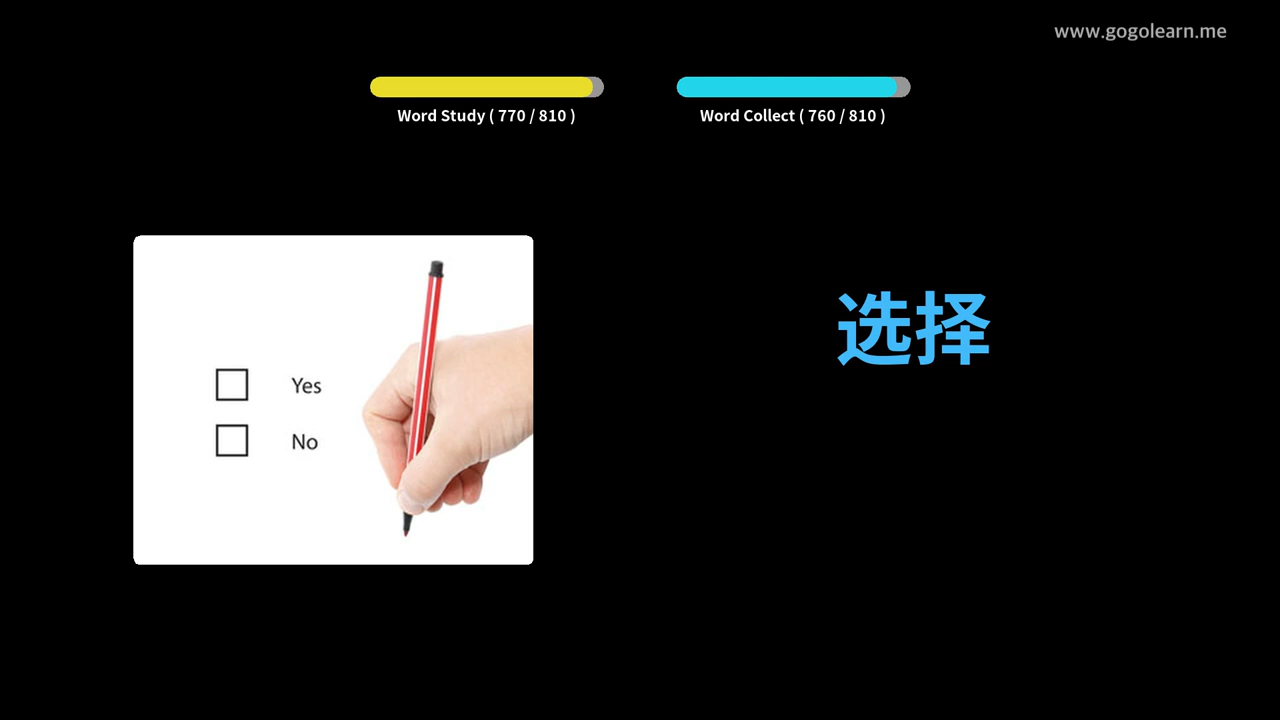 www.gogolearn.me
Word Study ( 770 / 810 )
Word Collect ( 760 / 810 )
选择
Yes
No